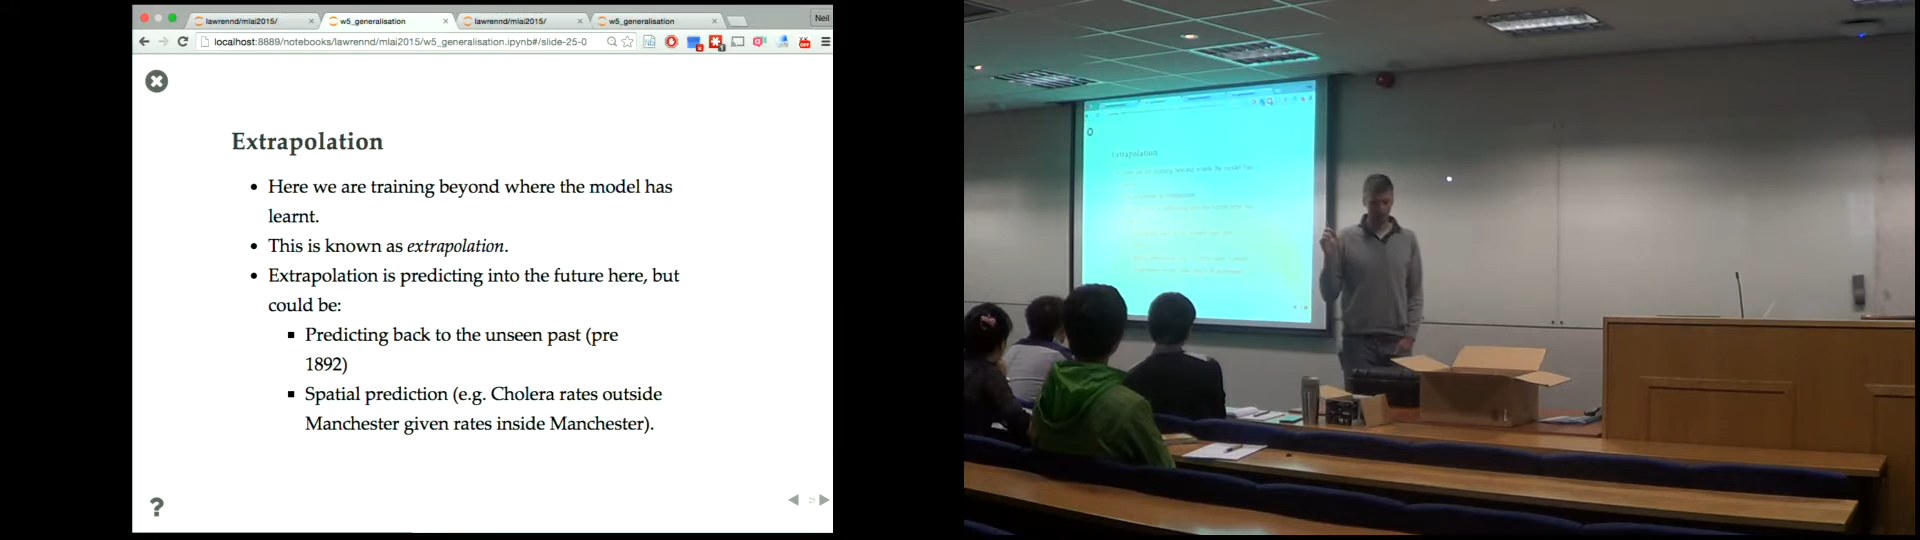 lawrennd/mlai2015/
w5_generalisation
lawrennd/mlai2015/
w5_generalisation
Neil
localhost:8889/notebooks/lawrennd/mlai2015/w5_generalisation.ipynb#/slide-25-0
Extrapolation
• Here we are training beyond where the model has
learnt.
• This is known as extrapolation.
• Extrapolation is predicting into the future here, but
could be:
▪ Predicting back to the unseen past (pre
1892)
▪ Spatial prediction (e.g. Cholera rates outside
Manchester given rates inside Manchester).
?
Extrapolation